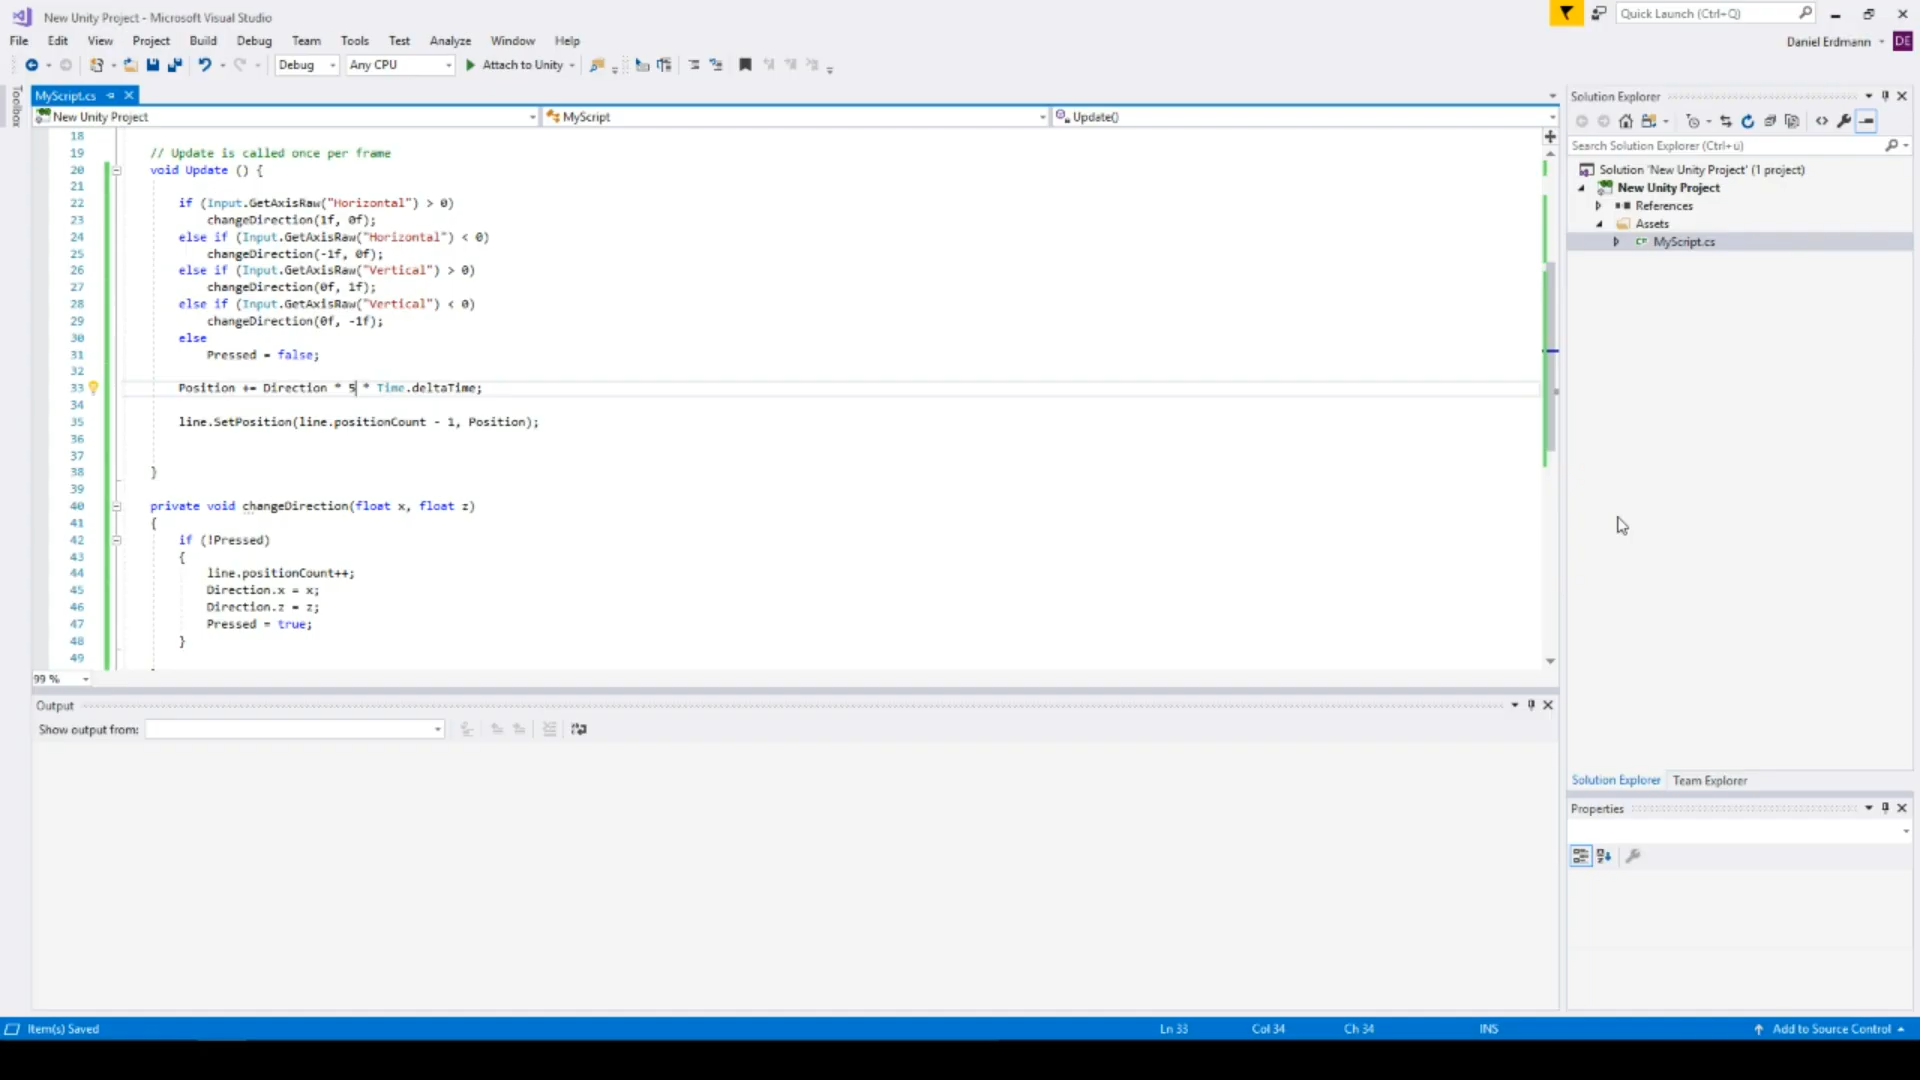 New Unity Project - Microsoft Visual Studio
Quick Launch (Ctrl+Q)
File Edit View Project Build Debug Team Tools Test Analyze Window Help
Daniel Erdmann DE
Debug Any CPU Attach to Unity
Toolbox
MyScript.cs
New Unity Project MyScript Update()
18
19 // Update is called once per frame
20 void Update () {
21
22 if (Input.GetAxisRaw("Horizontal") > 0)
23 changeDirection(1f, 0f);
24 else if (Input.GetAxisRaw("Horizontal") < 0)
25 changeDirection(-1f, 0f);
26 else if (Input.GetAxisRaw("Vertical") > 0)
27 changeDirection(0f, 1f);
28 else if (Input.GetAxisRaw("Vertical") < 0)
29 changeDirection(0f, -1f);
30 else
31 Pressed = false;
32
33 Position += Direction * 5 * Time.deltaTime;
34
35 line.SetPosition(line.positionCount - 1, Position);
36
37
38 }
39
40 private void changeDirection(float x, float z)
41 {
42 if (!Pressed)
43 {
44 line.positionCount++;
45 Direction.x = x;
46 Direction.z = z;
47 Pressed = true;
48 }
49
99 %
Output
Show output from:
Solution Explorer
Search Solution Explorer (Ctrl+ü)
Solution 'New Unity Project' (1 project)
New Unity Project
References
Assets
C# MyScript.cs
Solution Explorer Team Explorer
Properties
Item(s) Saved Ln 33 Col 34 Ch 34 INS Add to Source Control